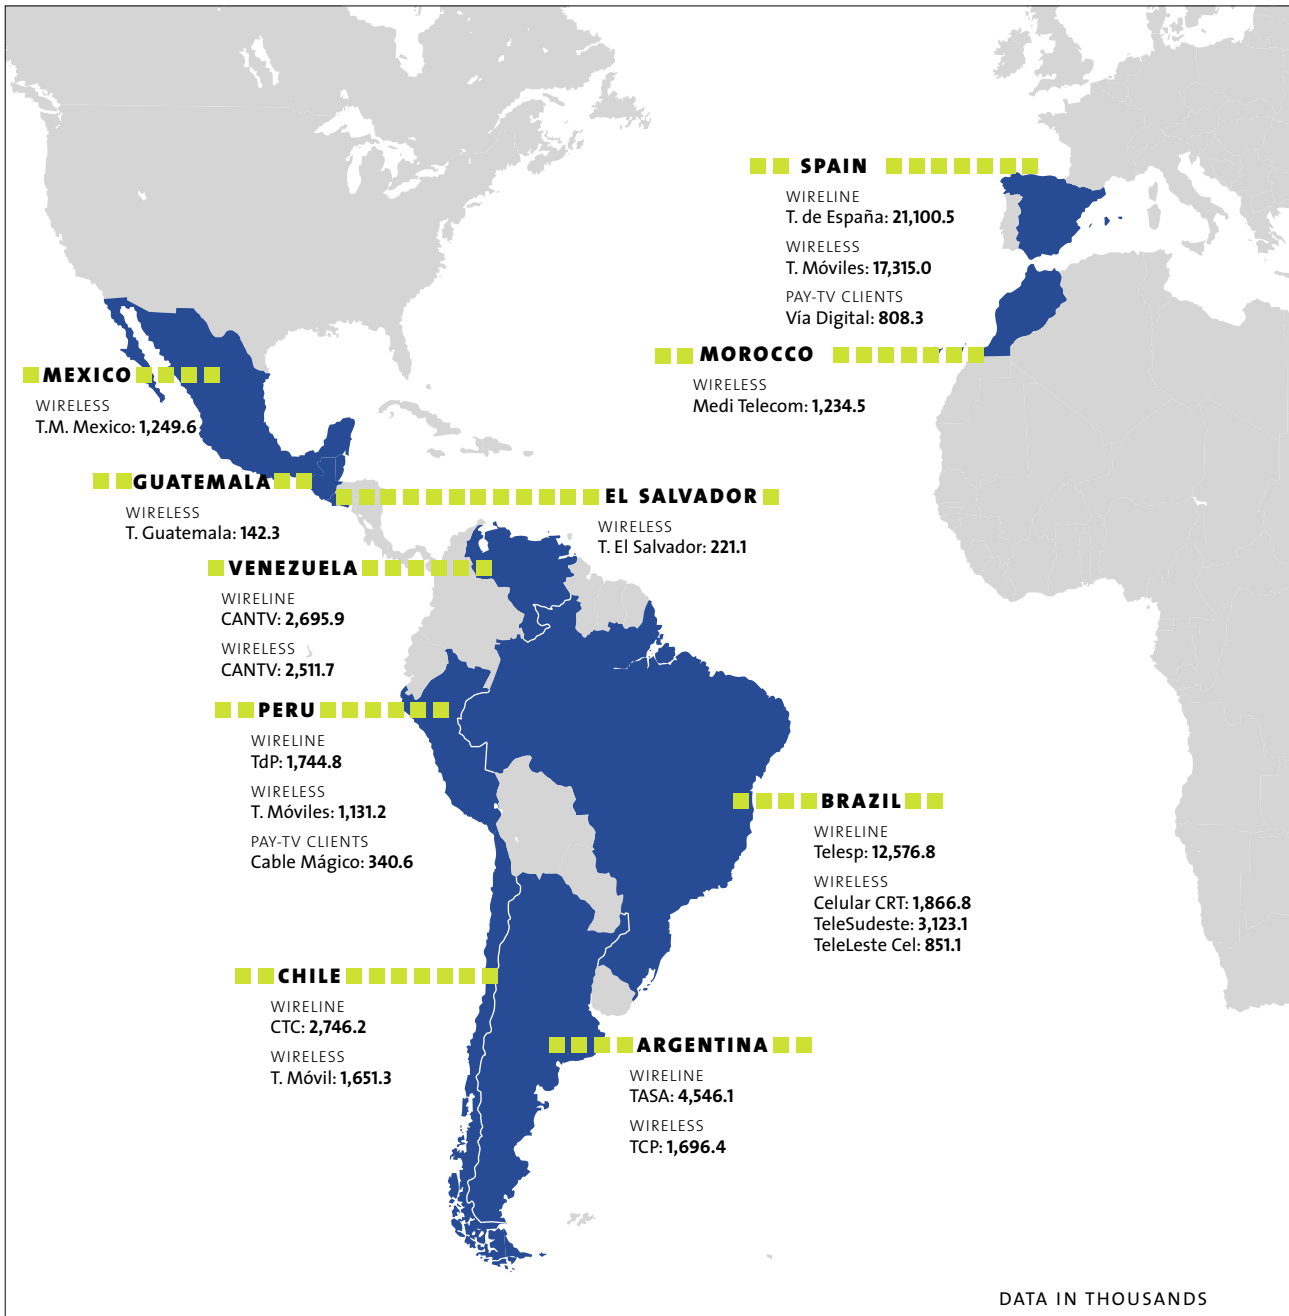 SPAIN
WIRELINE
T. de España: 21,100.5
WIRELESS
T. Móviles: 17,315.0
PAY-TV CLIENTS
Vía Digital: 808.3
MOROCCO
WIRELESS
Medi Telecom: 1,234.5
MEXICO
WIRELESS
T.M. Mexico: 1,249.6
GUATEMALA
WIRELESS
T. Guatemala: 142.3
EL SALVADOR
WIRELESS
T. El Salvador: 221.1
VENEZUELA
WIRELINE
CANTV: 2,695.9
WIRELESS
CANTV: 2,511.7
PERU
WIRELINE
TdP: 1,744.8
WIRELESS
T. Móviles: 1,131.2
PAY-TV CLIENTS
Cable Mágico: 340.6
BRAZIL
WIRELINE
Telesp: 12,576.8
WIRELESS
Celular CRT: 1,866.8
TeleSudeste: 3,123.1
TeleLeste Cel: 851.1
CHILE
WIRELINE
CTC: 2,746.2
WIRELESS
T. Móvil: 1,651.3
ARGENTINA
WIRELINE
TASA: 4,546.1
WIRELESS
TCP: 1,696.4
DATA IN THOUSANDS